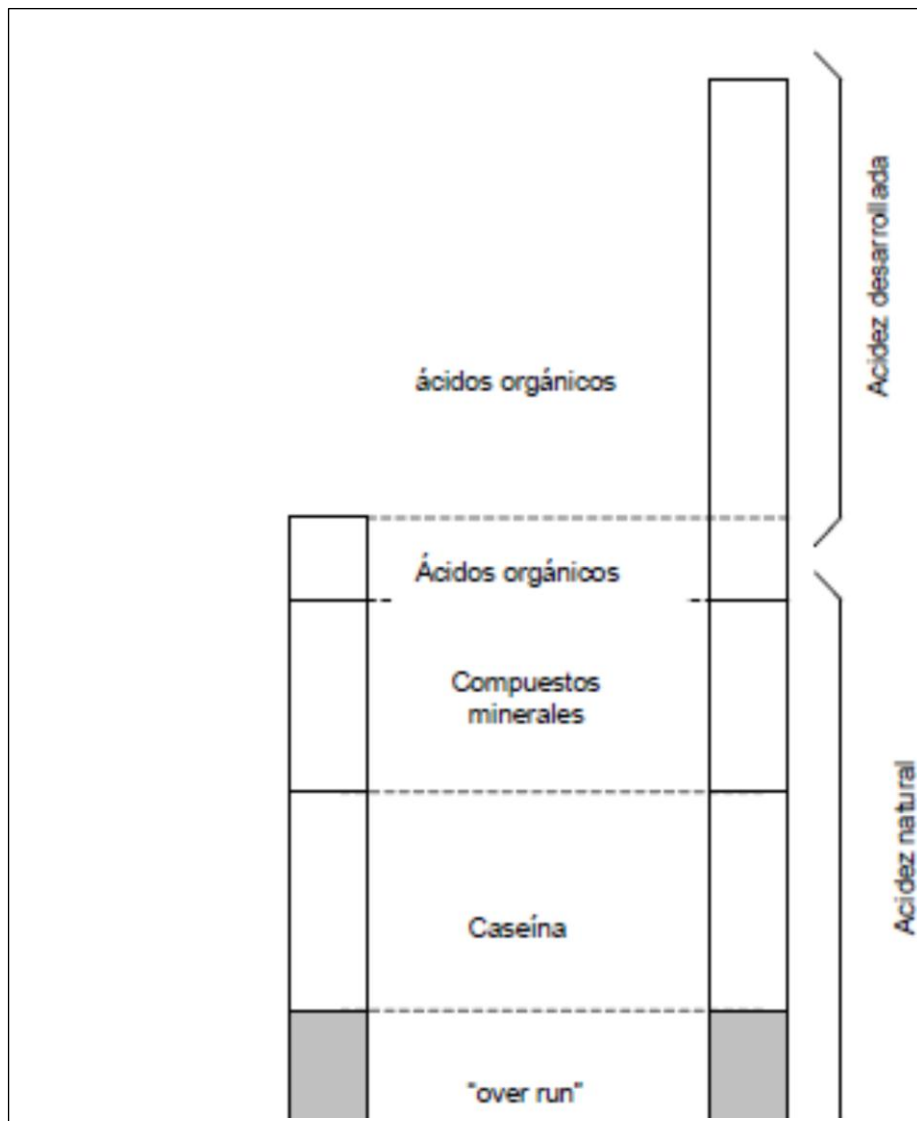 Acidez desarrollada
ácidos orgánicos
Ácidos orgánicos
Compuestos
minerales
Acidez natural
Caseína
"over run"